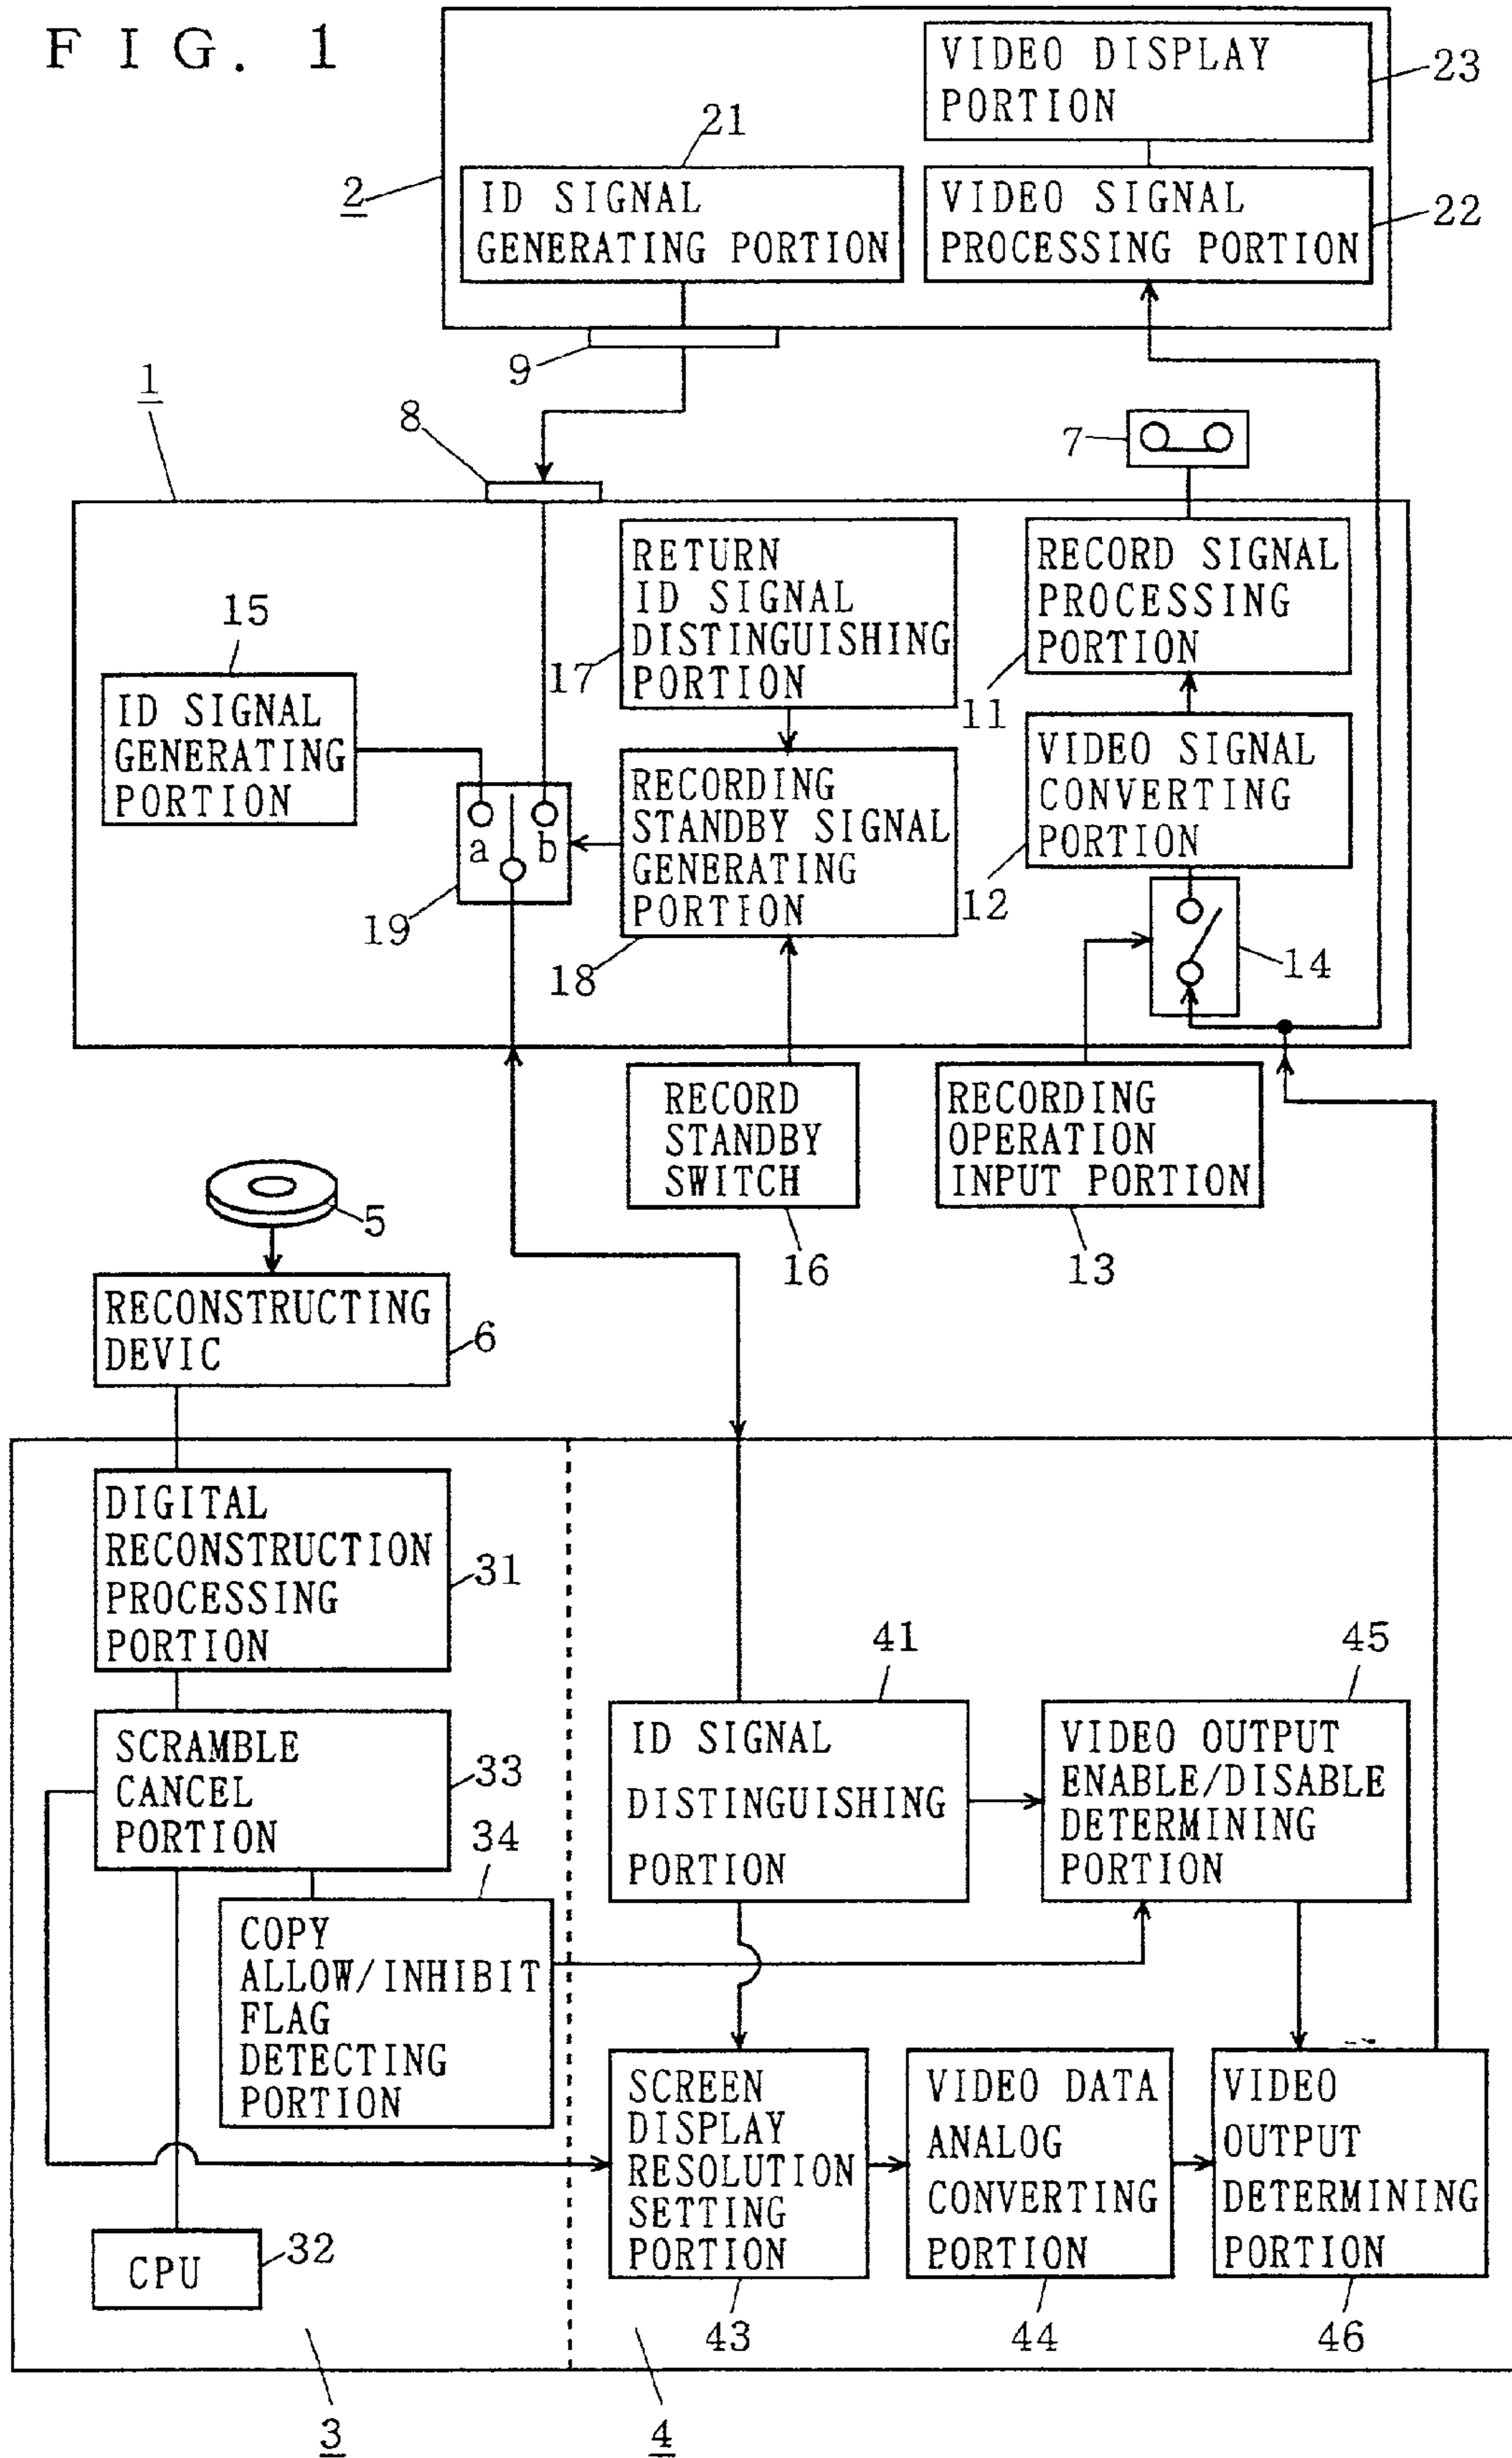 F I G. 1
VIDEO DISPLAY
PORTION
23
21
2
ID SIGNAL
GENERATING PORTION
VIDEO SIGNAL
PROCESSING PORTION
22
9
1
8
7
RETURN
ID SIGNAL
DISTINGUISHING
PORTION
17
RECORD SIGNAL
PROCESSING
PORTION
11
15
ID SIGNAL
GENERATING
PORTION
a
b
19
RECORDING
STANDBY SIGNAL
GENERATING
PORTION
18
VIDEO SIGNAL
CONVERTING
PORTION
12
14
RECORD
STANDBY
SWITCH
16
RECORDING
OPERATION
INPUT PORTION
13
5
RECONSTRUCTING
DEVIC
6
DIGITAL
RECONSTRUCTION
PROCESSING
PORTION
31
SCRAMBLE
CANCEL
PORTION
33
34
COPY
ALLOW/INHIBIT
FLAG
DETECTING
PORTION
CPU
32
3
41
ID SIGNAL
DISTINGUISHING
PORTION
45
VIDEO OUTPUT
ENABLE/DISABLE
DETERMINING
PORTION
SCREEN
DISPLAY
RESOLUTION
SETTING
PORTION
43
VIDEO DATA
ANALOG
CONVERTING
PORTION
44
VIDEO
OUTPUT
DETERMINING
PORTION
46
4